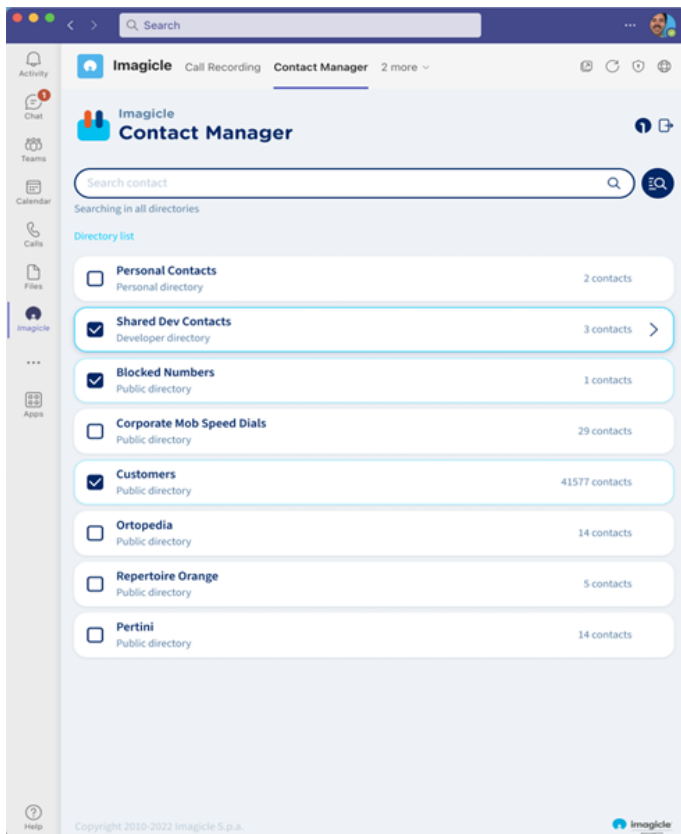 Search
Activity
1
Chat
Teams
Calendar
Calls
Files
Imagicle
Apps
Help
Imagicle Call Recording Contact Manager 2 more
Imagicle
Contact Manager
Search contact
Searching in all directories
Directory list
Personal Contacts
Personal directory
2 contacts
Shared Dev Contacts
Developer directory
3 contacts
Blocked Numbers
Public directory
1 contacts
Corporate Mob Speed Dials
Public directory
29 contacts
Customers
Public directory
41577 contacts
Ortopedia
Public directory
14 contacts
Repertoire Orange
Public directory
5 contacts
Pertini
Public directory
14 contacts
Copyright 2010-2022 Imagicle S.p.a.
imagicle